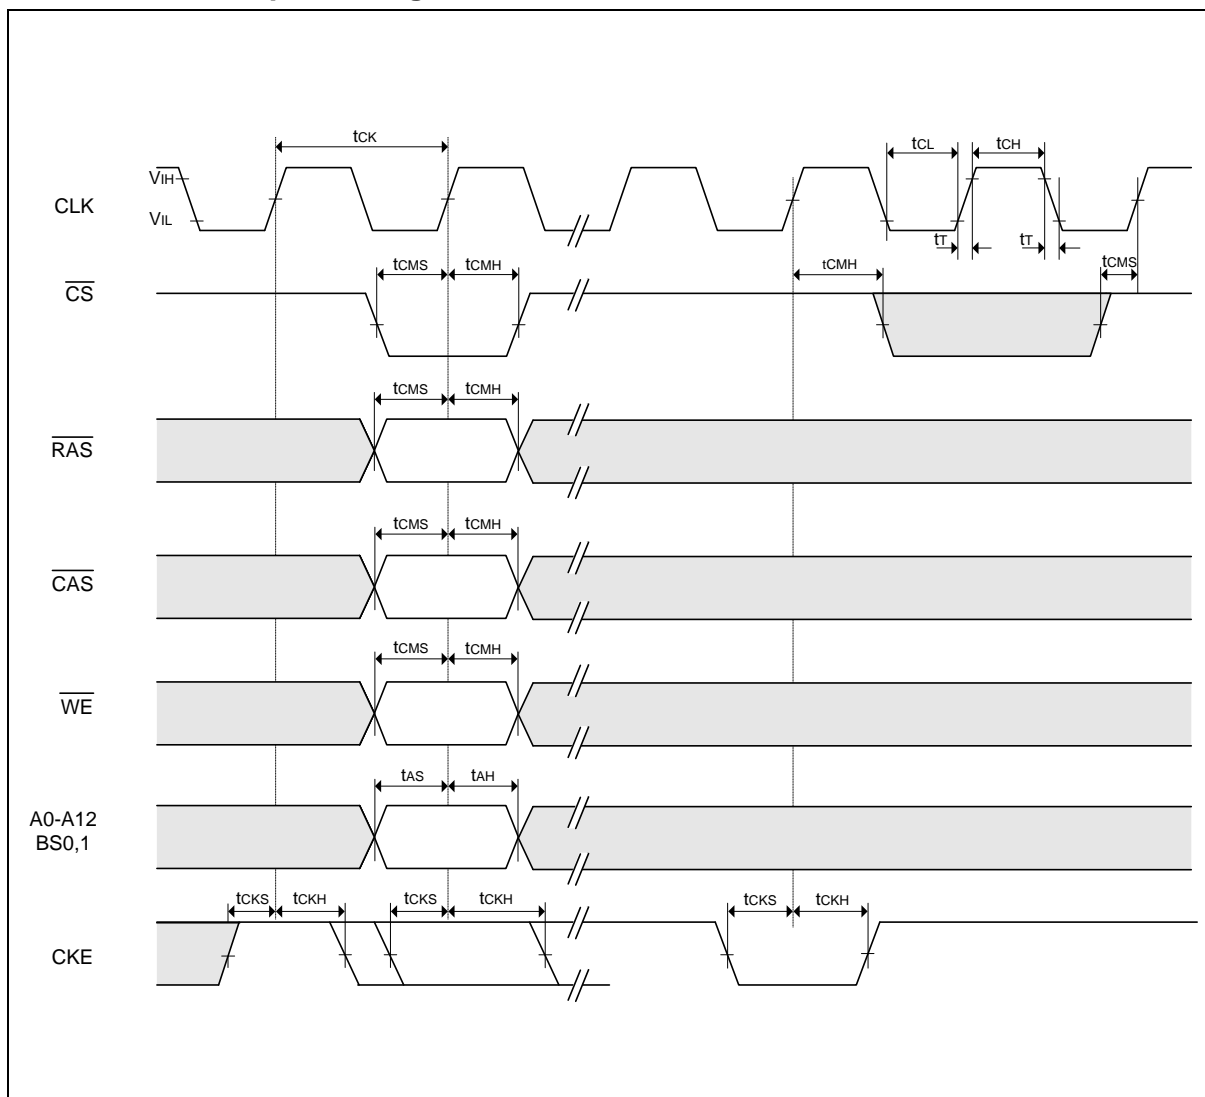 tCK
tCL
tCH
VIH
VIL
CLK
tT
tT
tCMS
tCMH
tCMH
tCMS
CS
tCMS
tCMH
RAS
tCMS
tCMH
CAS
tCMS
tCMH
WE
tAS
tAH
A0-A12
BS0,1
tCKS
tCKH
tCKS
tCKH
tCKS
tCKH
CKE